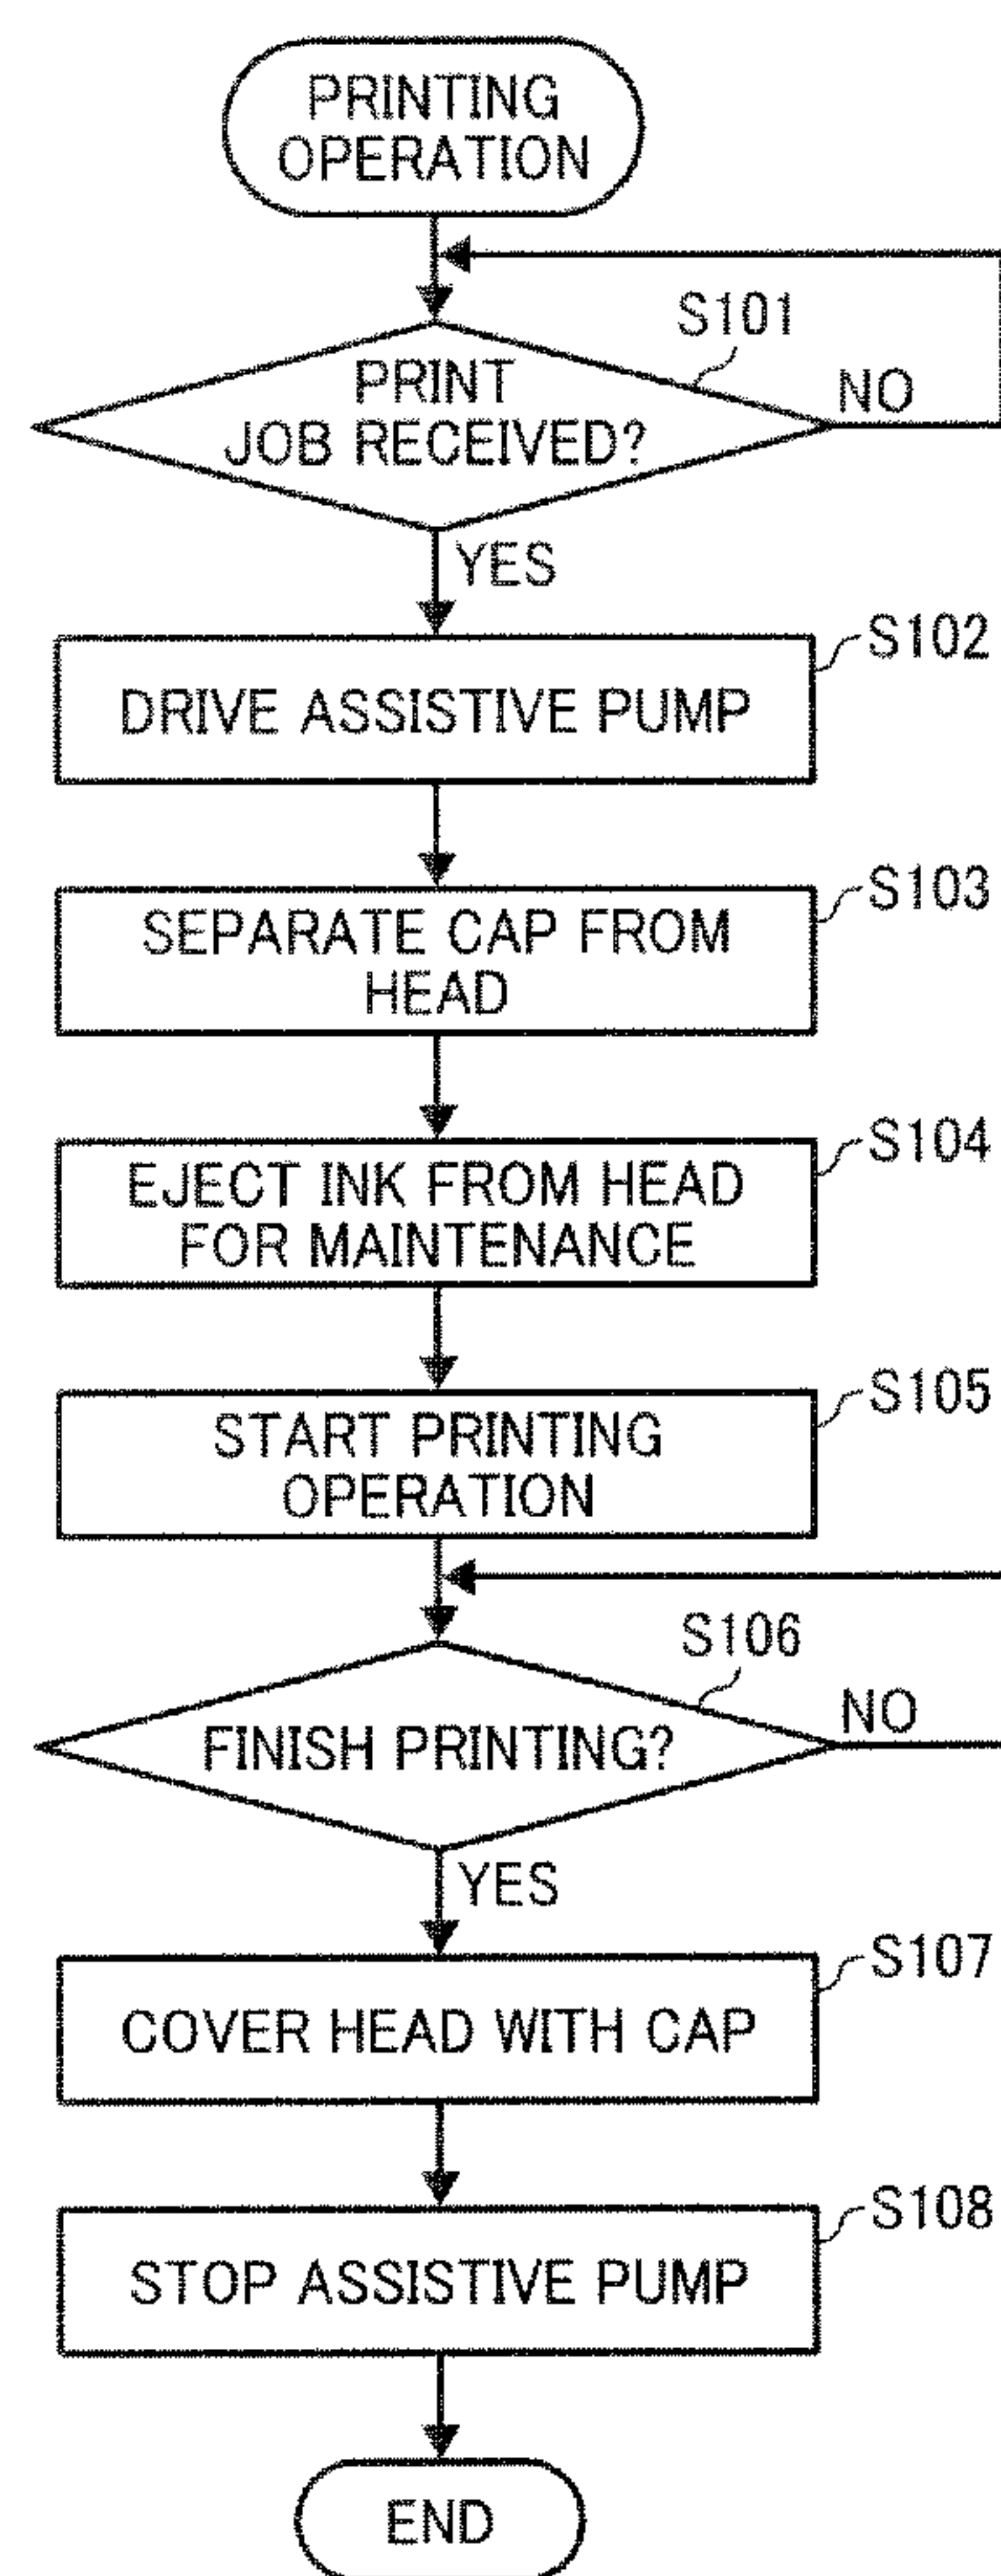 PRINTING
OPERATION
S101
PRINT
JOB RECEIVED?
NO
YES
S102
DRIVE ASSISTIVE PUMP
S103
SEPARATE CAP FROM
HEAD
S104
EJECT INK FROM HEAD
FOR MAINTENANCE
S105
START PRINTING
OPERATION
S106
FINISH PRINTING?
NO
YES
S107
COVER HEAD WITH CAP
S108
STOP ASSISTIVE PUMP
END